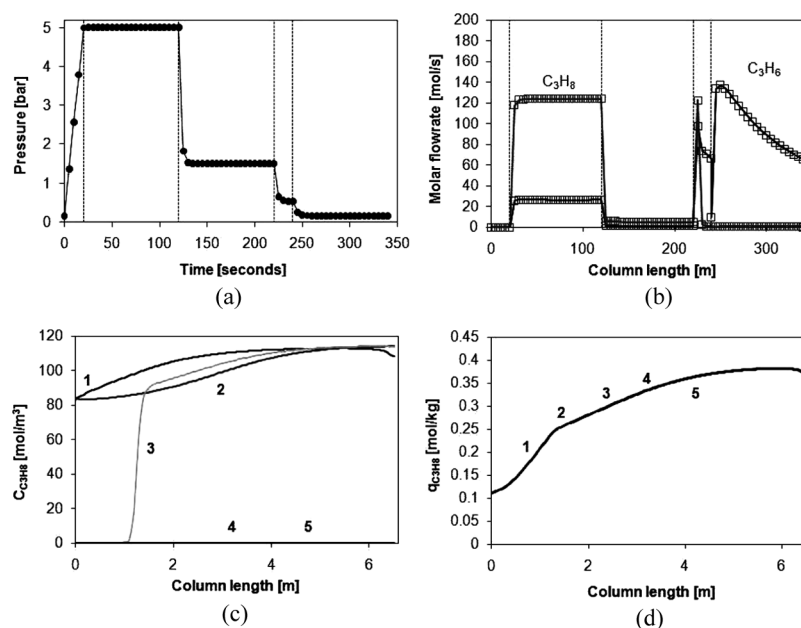 Pressure [bar]
5
4
3
2
1
0
0 50 100 150 200 250 300 350 400
Time [seconds]
(a)
Molar flowrate [mol/s]
200
180
160
140
120
100
80
60
40
20
0
C₃H₈
C₃H₆
0 100 200 300
Column length [m]
(b)
C_C3H8 [mol/m³]
120
100
80
60
40
20
0
1
2
3
4
5
0 2 4 6
Column length [m]
(c)
q_C3H8 [mol/kg]
0.45
0.4
0.35
0.3
0.25
0.2
0.15
0.1
0.05
0
1
2
3
4
5
0 2 4 6
Column length [m]
(d)